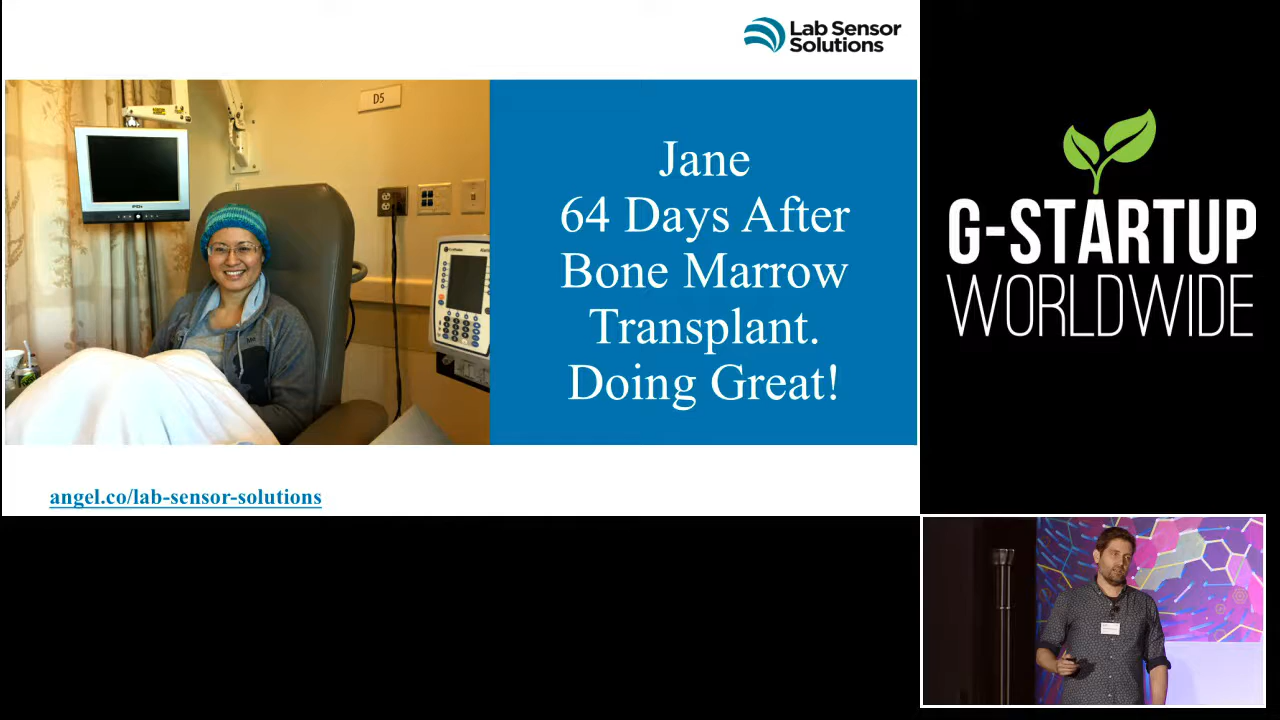 Lab Sensor
Solutions
D5
Jane
64 Days After
Bone Marrow
Transplant.
Doing Great!
angel.co/lab-sensor-solutions
G-STARTUP
WORLDWIDE